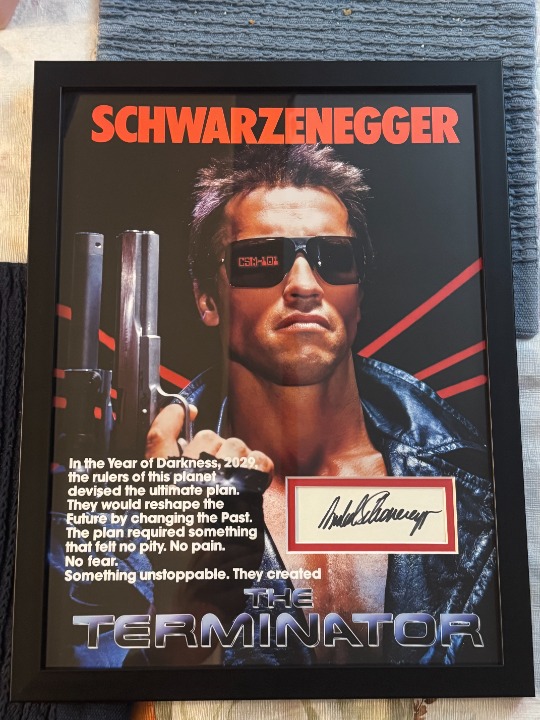 SCHWARZENEGGER
CSM-101
In the Year of Darkness, 2029,
the rulers of this planet
devised the ultimate plan.
They would reshape the
Future by changing the Past.
The plan required something
that felt no pity. No pain.
No fear.
Something unstoppable. They created
THE
TERMINATOR